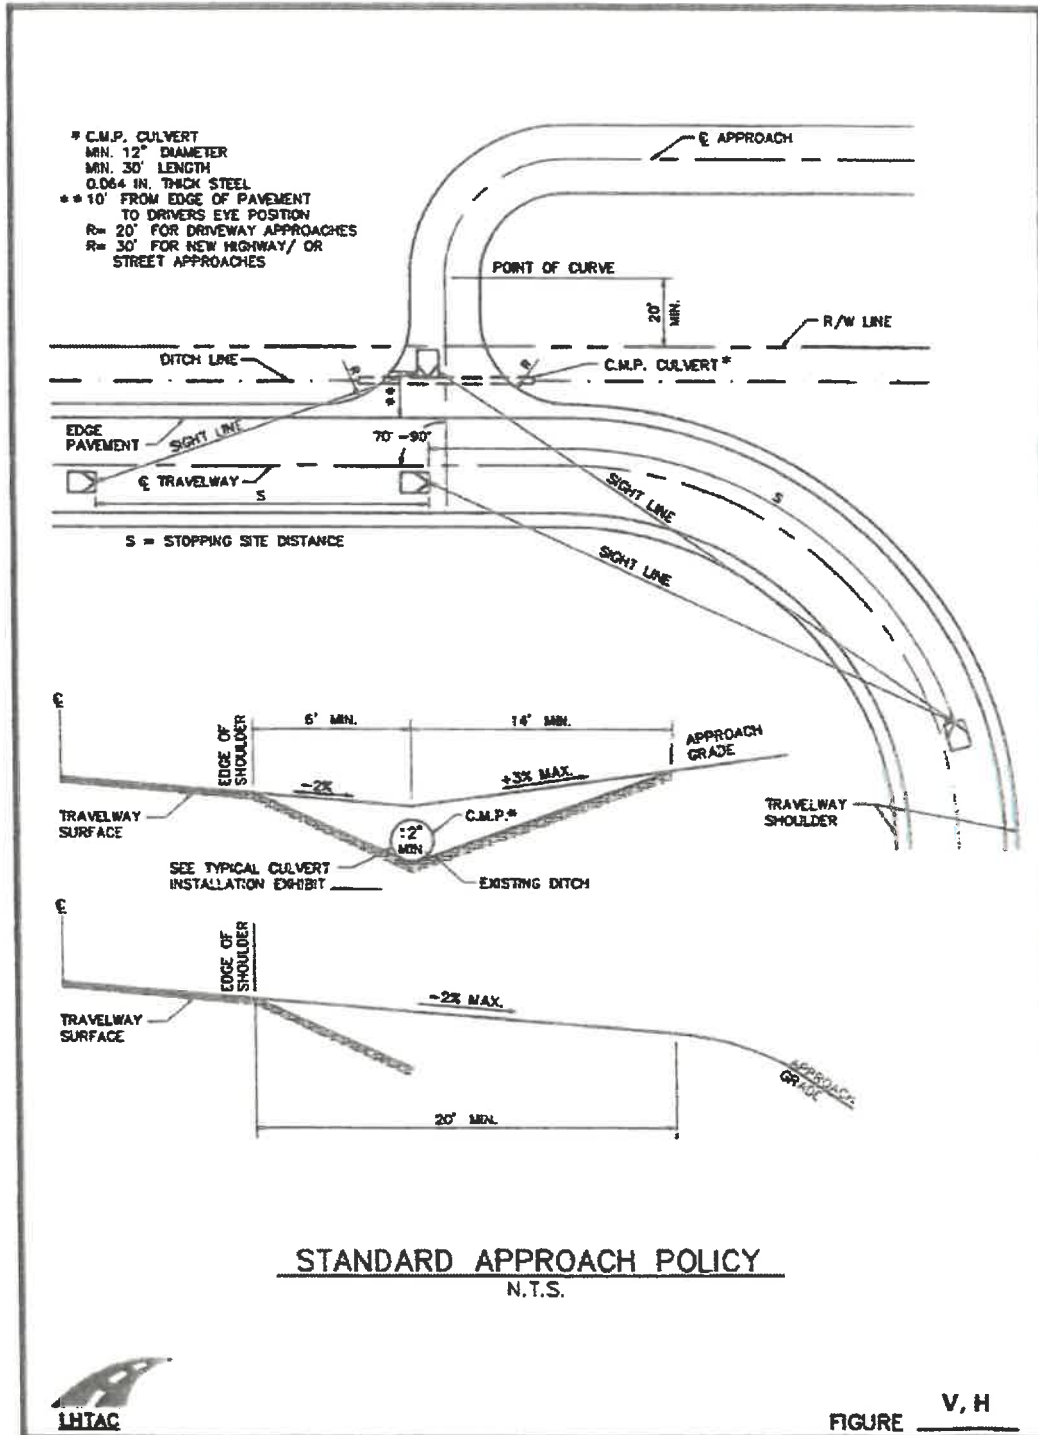 * C.M.P. CULVERT
MIN. 12" DIAMETER
MIN. 30' LENGTH
0.064 IN. THICK STEEL
** 10' FROM EDGE OF PAVEMENT
TO DRIVERS EYE POSITION
R= 20' FOR DRIVEWAY APPROACHES
R= 30' FOR NEW HIGHWAY/ OR
STREET APPROACHES
℄ APPROACH
POINT OF CURVE
20'
MIN.
R/W LINE
DITCH LINE
R
R
C.M.P. CULVERT*
**
EDGE
PAVEMENT
SIGHT LINE
70°-90°
℄ TRAVELWAY
S
S
SIGHT LINE
SIGHT LINE
S = STOPPING SITE DISTANCE
℄
EDGE OF
SHOULDER
6' MIN.
14' MIN.
APPROACH
GRADE
-2%
+3% MAX.
TRAVELWAY
SURFACE
C.M.P.*
12"
MIN
TRAVELWAY
SHOULDER
SEE TYPICAL CULVERT
INSTALLATION EXHIBIT
EXISTING DITCH
℄
EDGE OF
SHOULDER
-2% MAX.
TRAVELWAY
SURFACE
APPROACH
GRADE
20' MIN.
STANDARD APPROACH POLICY
N.T.S.
LHTAC
FIGURE V, H